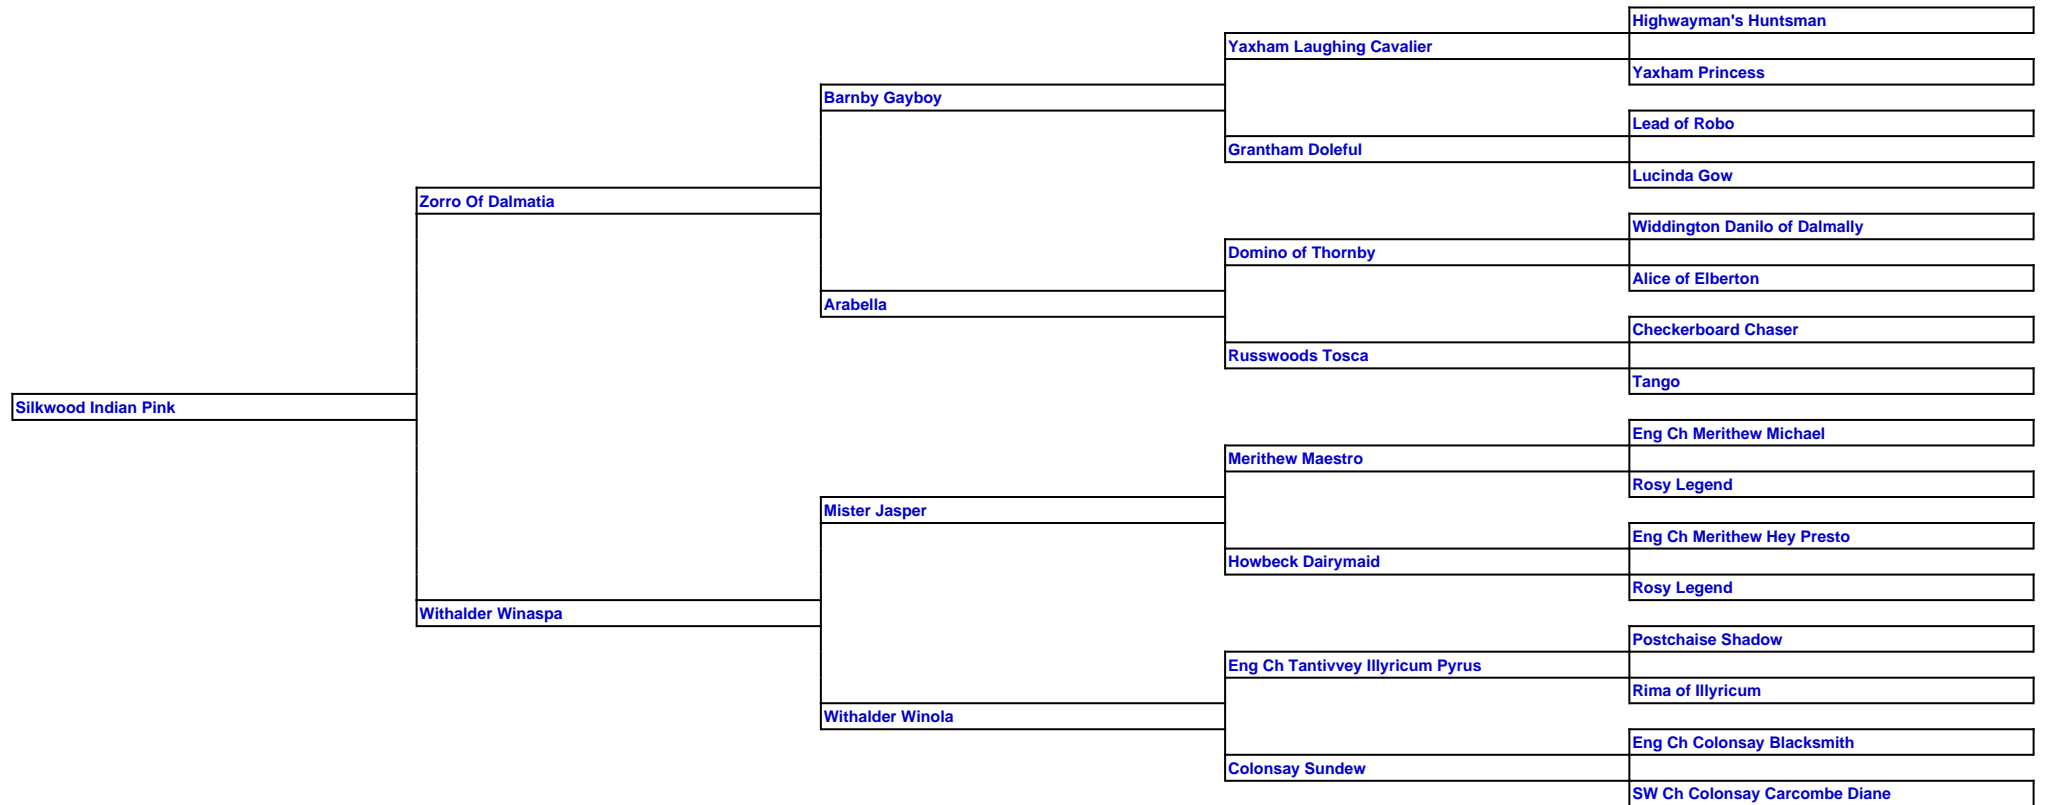 Highwayman's Huntsman
Yaxham Laughing Cavalier
Yaxham Princess
Barnby Gayboy
Lead of Robo
Grantham Doleful
Lucinda Gow
Zorro Of Dalmatia
Widdington Danilo of Dalmally
Domino of Thornby
Alice of Elberton
Arabella
Checkerboard Chaser
Russwoods Tosca
Tango
Silkwood Indian Pink
Eng Ch Merithew Michael
Merithew Maestro
Rosy Legend
Mister Jasper
Eng Ch Merithew Hey Presto
Howbeck Dairymaid
Rosy Legend
Withalder Winaspa
Postchaise Shadow
Eng Ch Tantivvey Illyricum Pyrus
Rima of Illyricum
Withalder Winola
Eng Ch Colonsay Blacksmith
Colonsay Sundew
SW Ch Colonsay Carcombe Diane